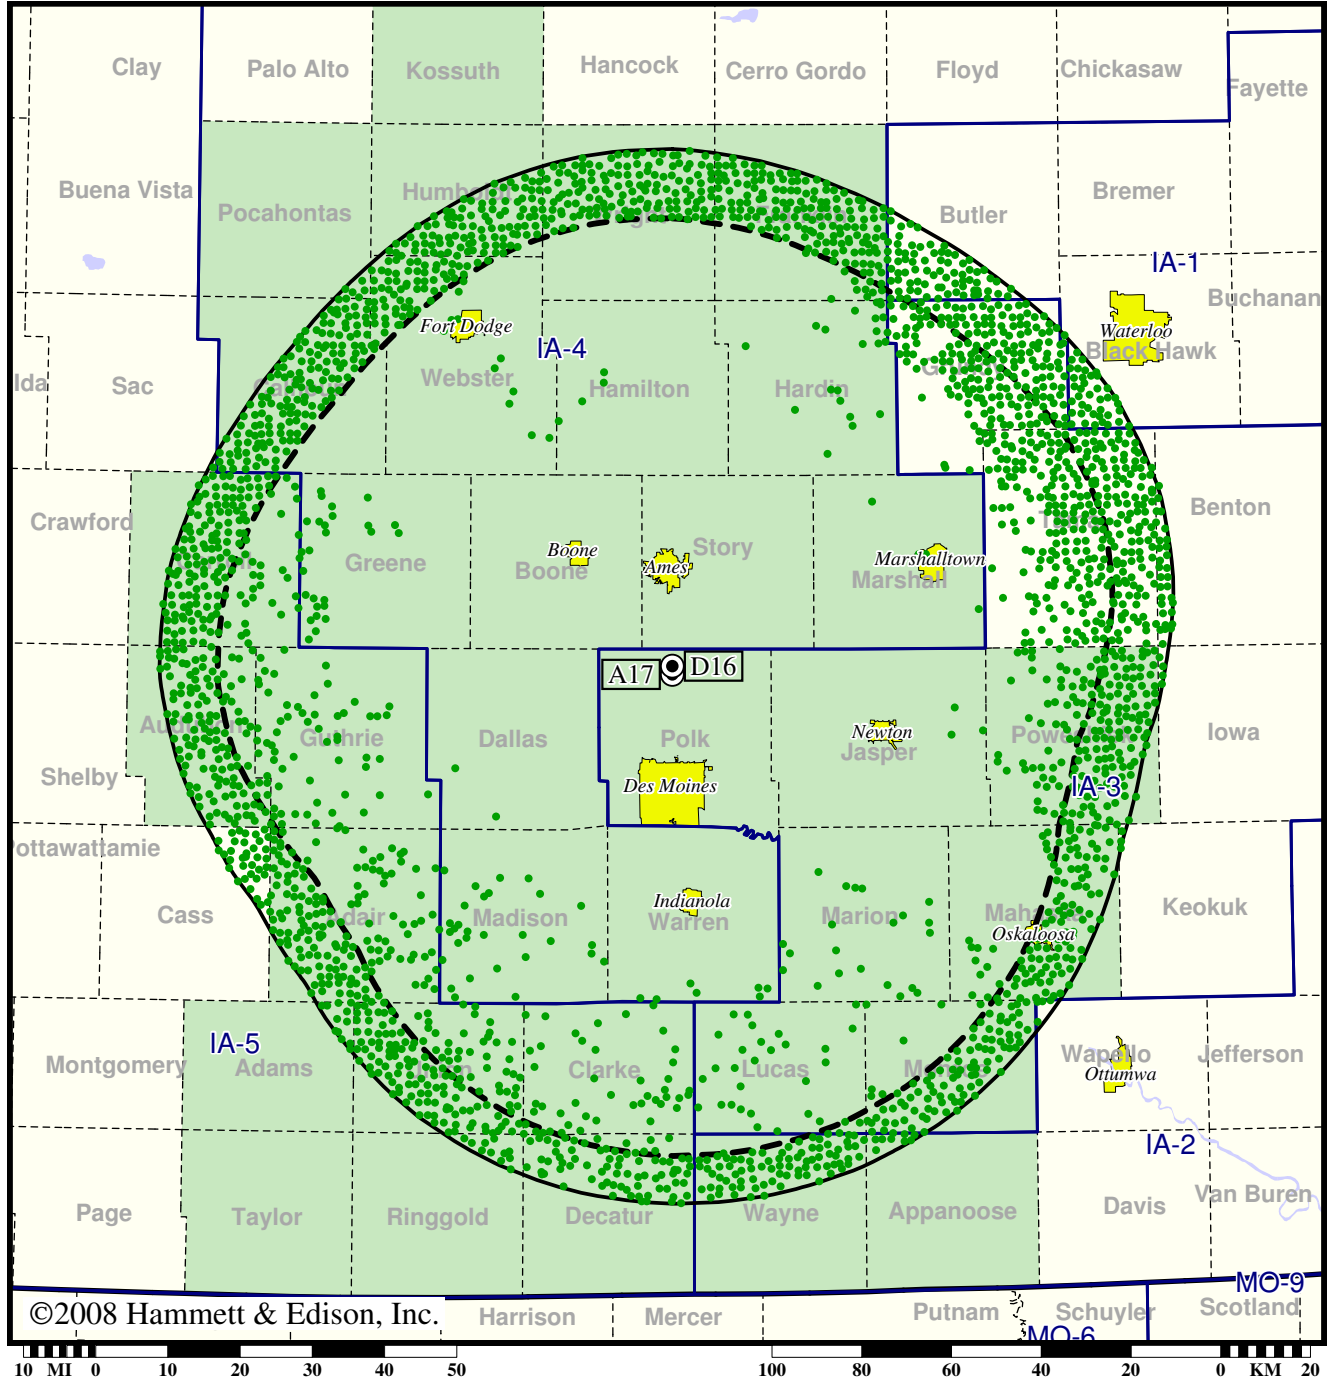 Clay
Palo Alto
Kossuth
Hancock
Cerro Gordo
Floyd
Chickasaw
Fayette
Buena Vista
Pocahontas
Butler
Bremer
IA-1
Buchanan
Fort Dodge
IA-4
Waterloo
Black Hawk
Sac
Webster
Hamilton
Hardin
Crawford
Greene
Boone
Boone
Ames
Story
Marshalltown
Marshall
Benton
A17
D16
Guthrie
Dallas
Polk
Newton
Jasper
Iowa
Shelby
Des Moines
IA-3
Cass
Adair
Madison
Indianola
Warren
Marion
Oskaloosa
Keokuk
IA-5
Montgomery
Adams
Clarke
Lucas
Wapello
Ottumwa
Jefferson
IA-2
Page
Taylor
Ringgold
Decatur
Wayne
Appanoose
Davis
Van Buren
MO-9
©2008 Hammett & Edison, Inc.
Harrison
Mercer
Putnam
Schuyler
Scotland
MO-6
10 MI 0 10 20 30 40 50 100 80 60 40 20 0 KM 20